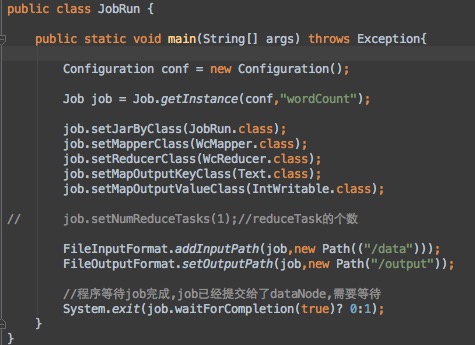 public class JobRun {
public static void main(String[] args) throws Exception{
Configuration conf = new Configuration();
Job job = Job.getInstance(conf,"wordCount");
job.setJarByClass(JobRun.class);
job.setMapperClass(WcMapper.class);
job.setReducerClass(WcReducer.class);
job.setMapOutputKeyClass(Text.class);
job.setMapOutputValueClass(IntWritable.class);
// job.setNumReduceTasks(1);//reduceTask的个数
FileInputFormat.addInputPath(job,new Path(("/data")));
FileOutputFormat.setOutputPath(job,new Path("/output"));
//程序等待job完成,job已经提交给了dataNode,需要等待
System.exit(job.waitForCompletion(true)? 0:1);
}
}